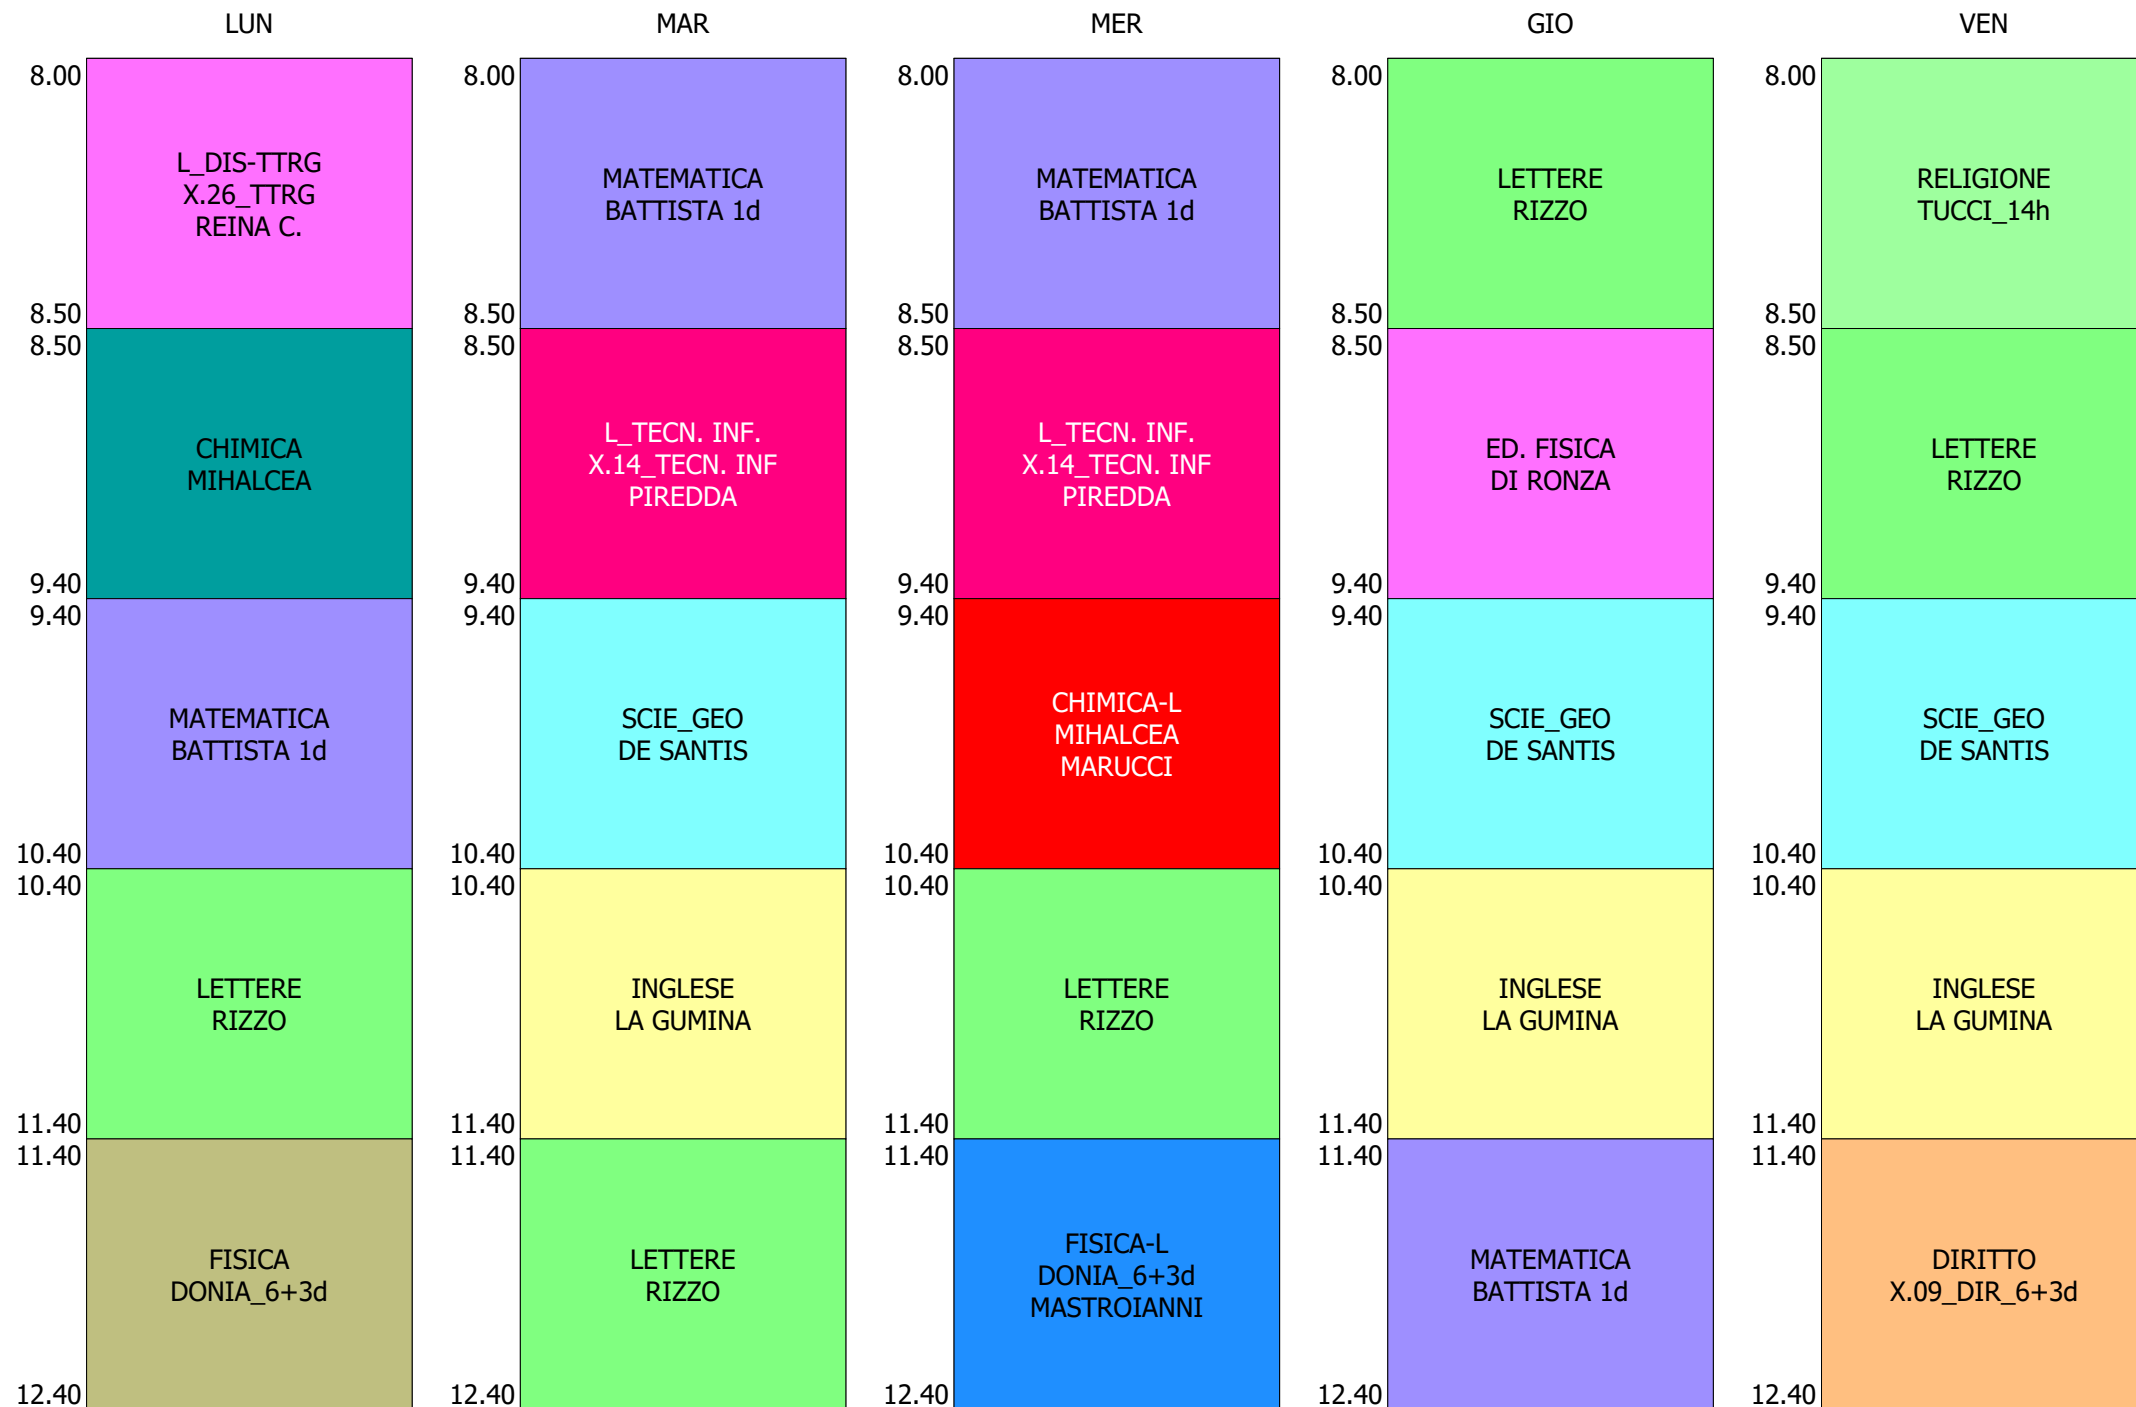 LUN
MAR
MER
GIO
VEN
8.00
L_DIS-TTRG
X.26_TTRG
REINA C.
8.50
8.00
MATEMATICA
BATTISTA 1d
8.50
8.00
MATEMATICA
BATTISTA 1d
8.50
8.00
LETTERE
RIZZO
8.50
8.00
RELIGIONE
TUCCI_14h
8.50
8.50
CHIMICA
MIHALCEA
9.40
8.50
L_TECN. INF.
X.14_TECN. INF
PIREDDA
9.40
8.50
L_TECN. INF.
X.14_TECN. INF
PIREDDA
9.40
8.50
ED. FISICA
DI RONZA
9.40
8.50
LETTERE
RIZZO
9.40
9.40
MATEMATICA
BATTISTA 1d
10.40
9.40
SCIE_GEO
DE SANTIS
10.40
9.40
CHIMICA-L
MIHALCEA
MARUCCI
10.40
9.40
SCIE_GEO
DE SANTIS
10.40
9.40
SCIE_GEO
DE SANTIS
10.40
10.40
LETTERE
RIZZO
11.40
10.40
INGLESE
LA GUMINA
11.40
10.40
LETTERE
RIZZO
11.40
10.40
INGLESE
LA GUMINA
11.40
10.40
INGLESE
LA GUMINA
11.40
11.40
FISICA
DONIA_6+3d
12.40
11.40
LETTERE
RIZZO
12.40
11.40
FISICA-L
DONIA_6+3d
MASTROIANNI
12.40
11.40
MATEMATICA
BATTISTA 1d
12.40
11.40
DIRITTO
X.09_DIR_6+3d
12.40